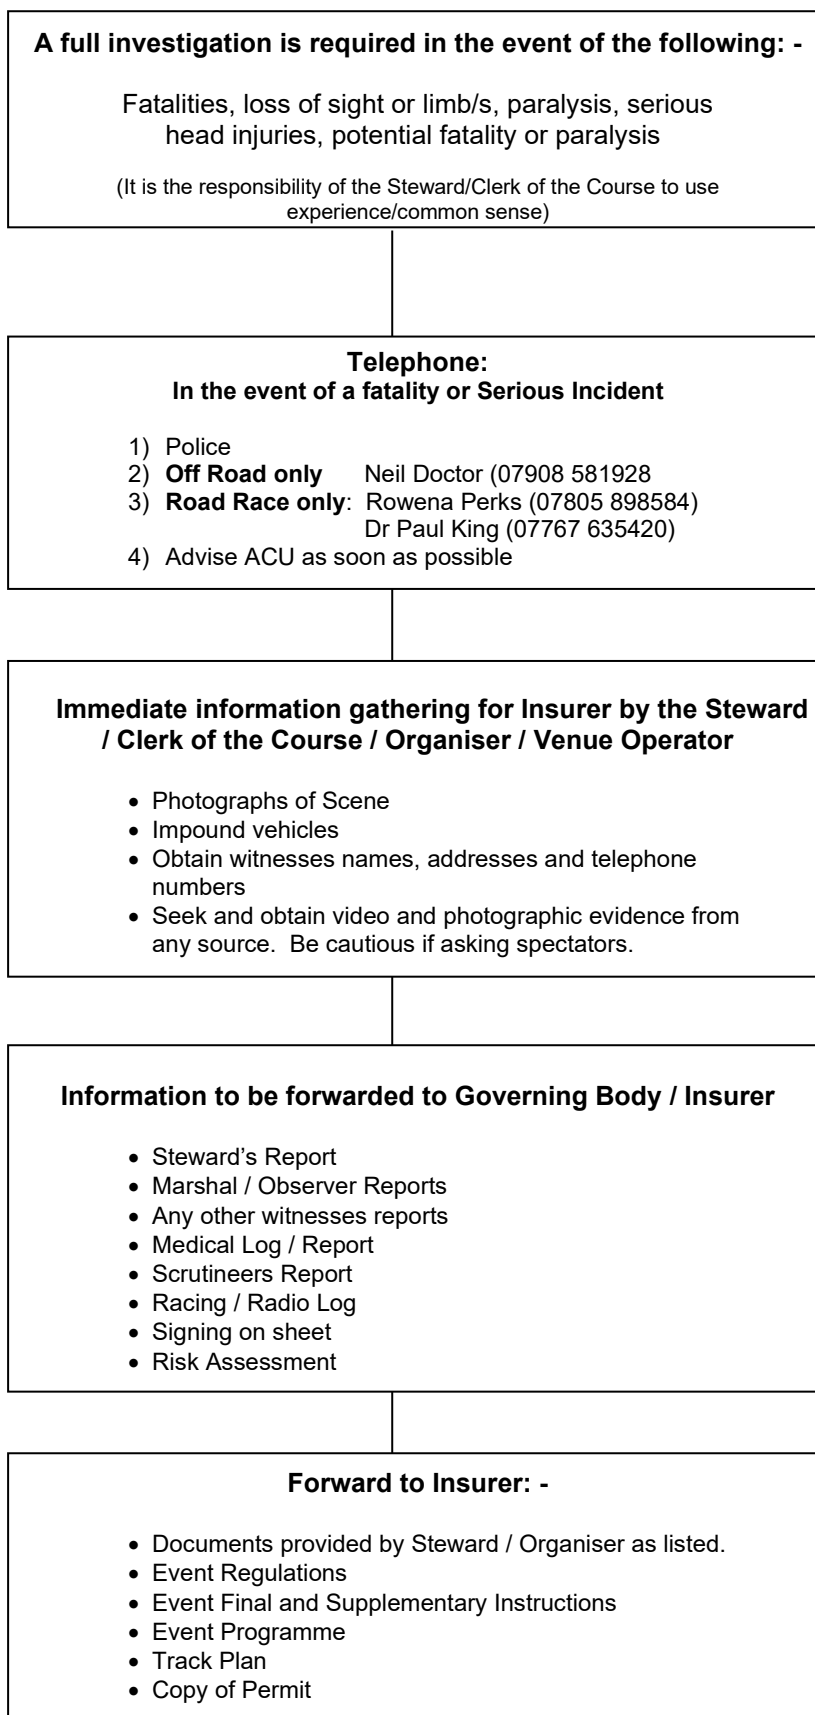 A full investigation is required in the event of the following: -
Fatalities, loss of sight or limb/s, paralysis, serious
head injuries, potential fatality or paralysis
(It is the responsibility of the Steward/Clerk of the Course to use
experience/common sense)
Telephone:
In the event of a fatality or Serious Incident
1) Police
2) Off Road only Neil Doctor (07908 581928
3) Road Race only: Rowena Perks (07805 898584)
Dr Paul King (07767 635420)
4) Advise ACU as soon as possible
Immediate information gathering for Insurer by the Steward
/ Clerk of the Course / Organiser / Venue Operator
• Photographs of Scene
• Impound vehicles
• Obtain witnesses names, addresses and telephone
numbers
• Seek and obtain video and photographic evidence from
any source.  Be cautious if asking spectators.
Information to be forwarded to Governing Body / Insurer
• Steward’s Report
• Marshal / Observer Reports
• Any other witnesses reports
• Medical Log / Report
• Scrutineers Report
• Racing / Radio Log
• Signing on sheet
• Risk Assessment
Forward to Insurer: -
• Documents provided by Steward / Organiser as listed.
• Event Regulations
• Event Final and Supplementary Instructions
• Event Programme
• Track Plan
• Copy of Permit